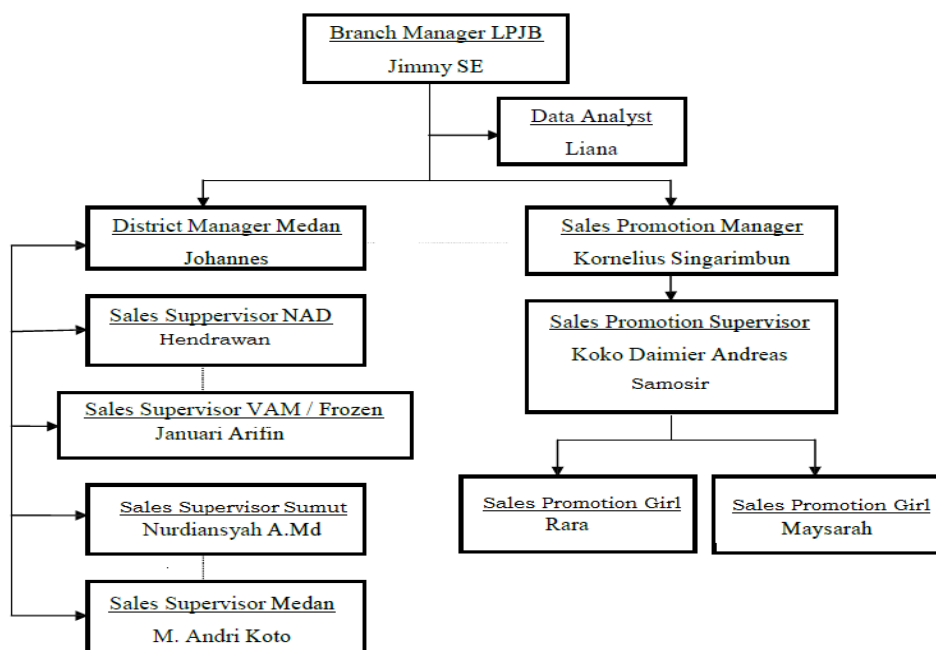 Branch Manager LPJB
Jimmy SE
Data Analyst
Liana
District Manager Medan
Johannes
Sales Promotion Manager
Kornelius Singarimbun
Sales Suppervisor NAD
Hendrawan
Sales Promotion Supervisor
Koko Daimier Andreas
Samosir
Sales Supervisor VAM / Frozen
Januari Arifin
Sales Supervisor Sumut
Nurdiansyah A.Md
Sales Promotion Girl
Rara
Sales Promotion Girl
Maysarah
Sales Supervisor Medan
M. Andri Koto